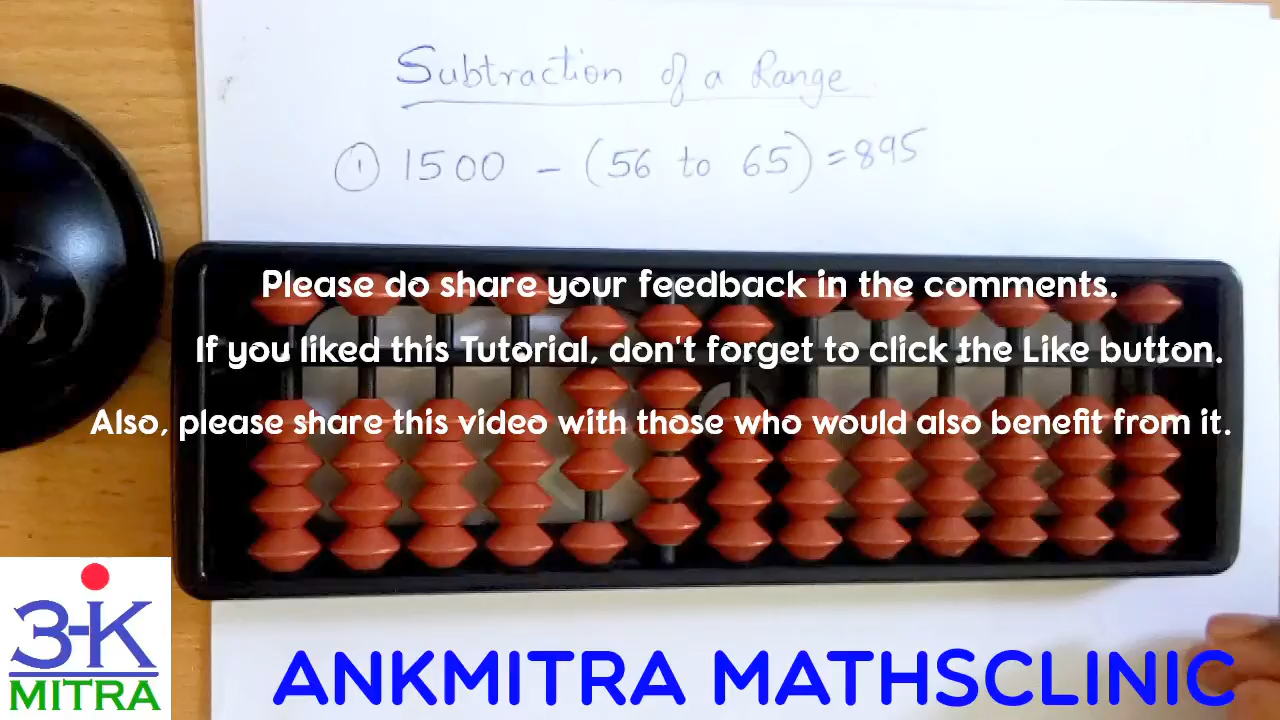 Subtraction of a Range
① 1500 - (56 to 65) = 895
Please do share your feedback in the comments.
If you liked this Tutorial, don't forget to click the Like button.
Also, please share this video with those who would also benefit from it.
3-K
MITRA
ANKMITRA MATHSCLINIC